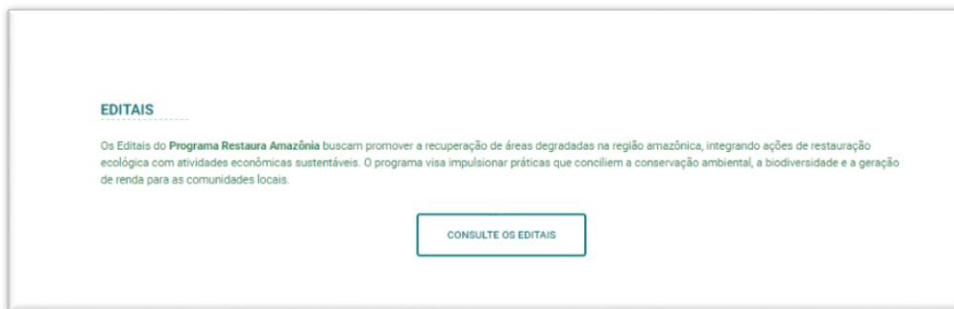 EDITAIS
Os Editais do Programa Restaura Amazônia buscam promover a recuperação de áreas degradadas na região amazônica, integrando ações de restauração
ecológica com atividades econômicas sustentáveis. O programa visa impulsionar práticas que conciliem a conservação ambiental, a biodiversidade e a geração
de renda para as comunidades locais.
CONSULTE OS EDITAIS